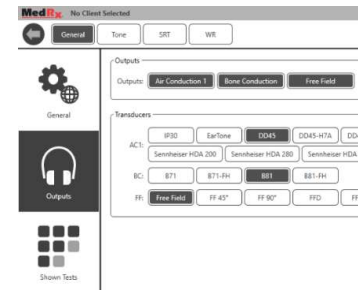 MedRx No Client Selected
General Tone SRT WR
Outputs
Outputs: Air Conduction 1 Bone Conduction Free Field
General
Transducers
AC1: IP30 EarTone DD45 DD45-H7A
Sennheiser HDA 200 Sennheiser HDA 280 Sennheiser HDA
BC: B71 B71-FH B81 B81-FH
Outputs
FF: Free Field FF 45° FF 90° FFD
Shown Tests